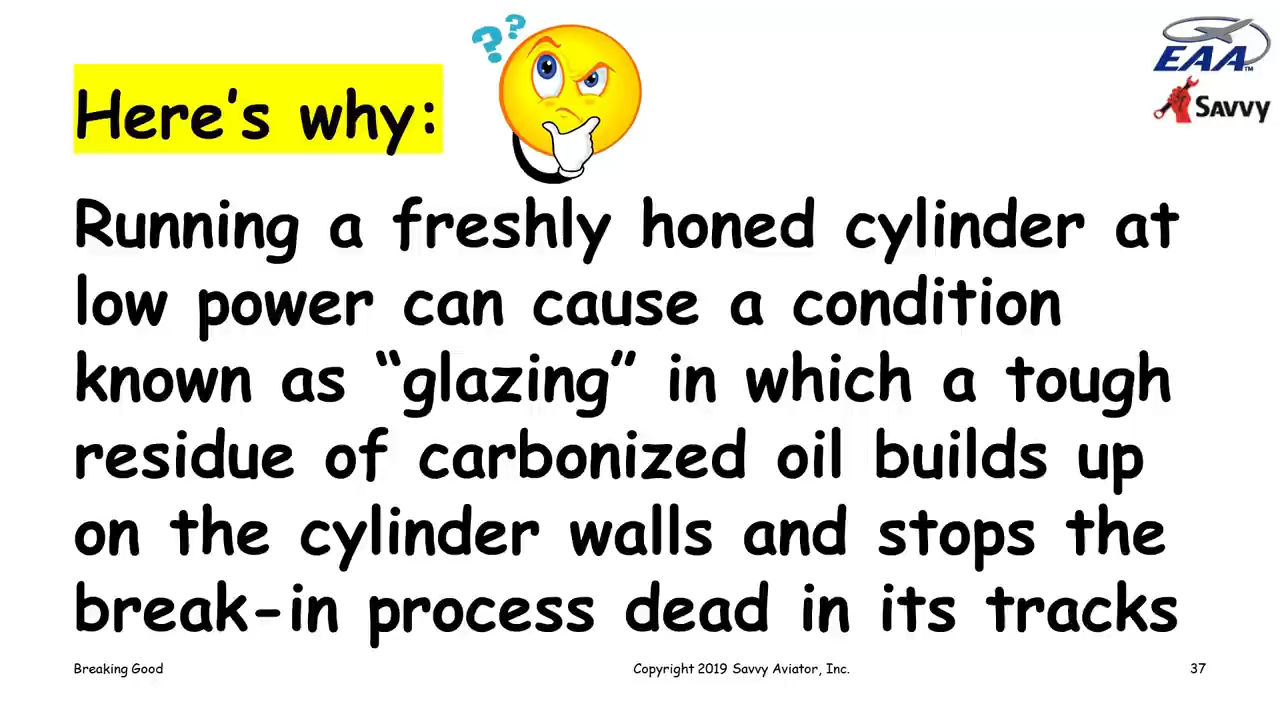 EAA™
Savvy
Here's why:
Running a freshly honed cylinder at
low power can cause a condition
known as “glazing” in which a tough
residue of carbonized oil builds up
on the cylinder walls and stops the
break-in process dead in its tracks
Breaking Good
Copyright 2019 Savvy Aviator, Inc.
37